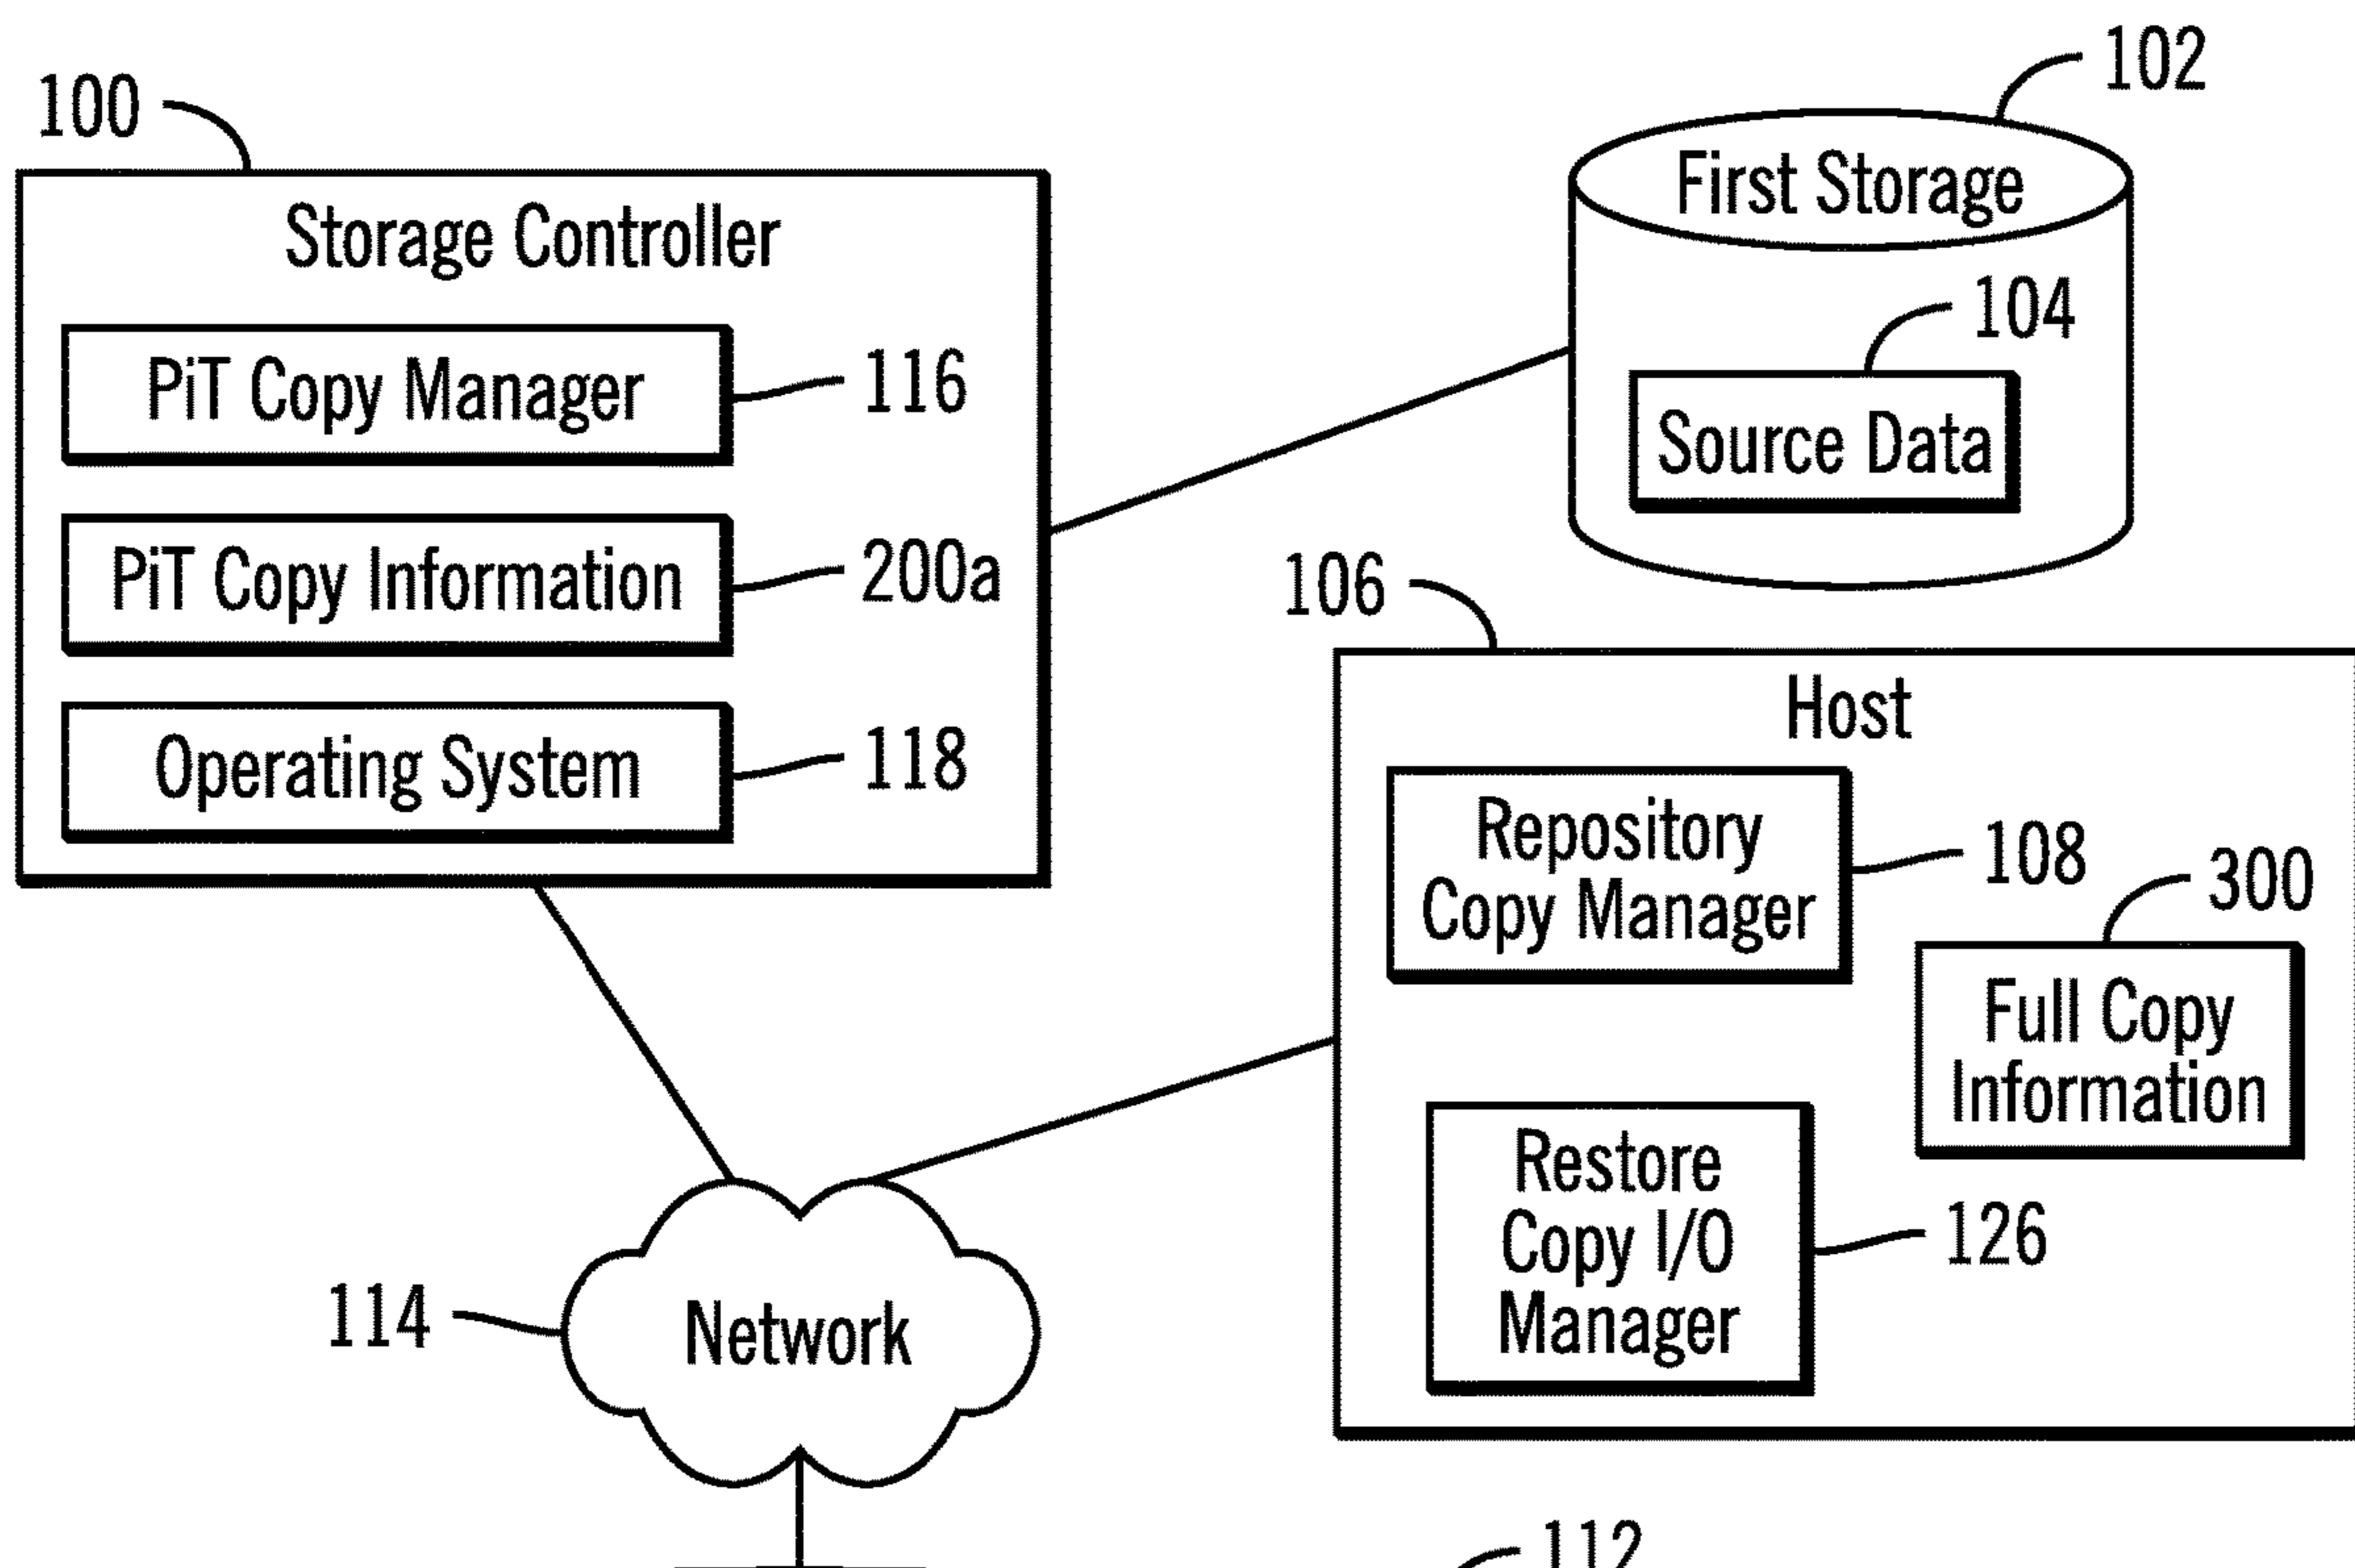 100
Storage Controller
PiT Copy Manager
116
PiT Copy Information
200a
Operating System
118
102
First Storage
104
Source Data
106
Host
Repository
Copy Manager
108
300
Full Copy
Information
Restore
Copy I/O
Manager
126
114
Network
112